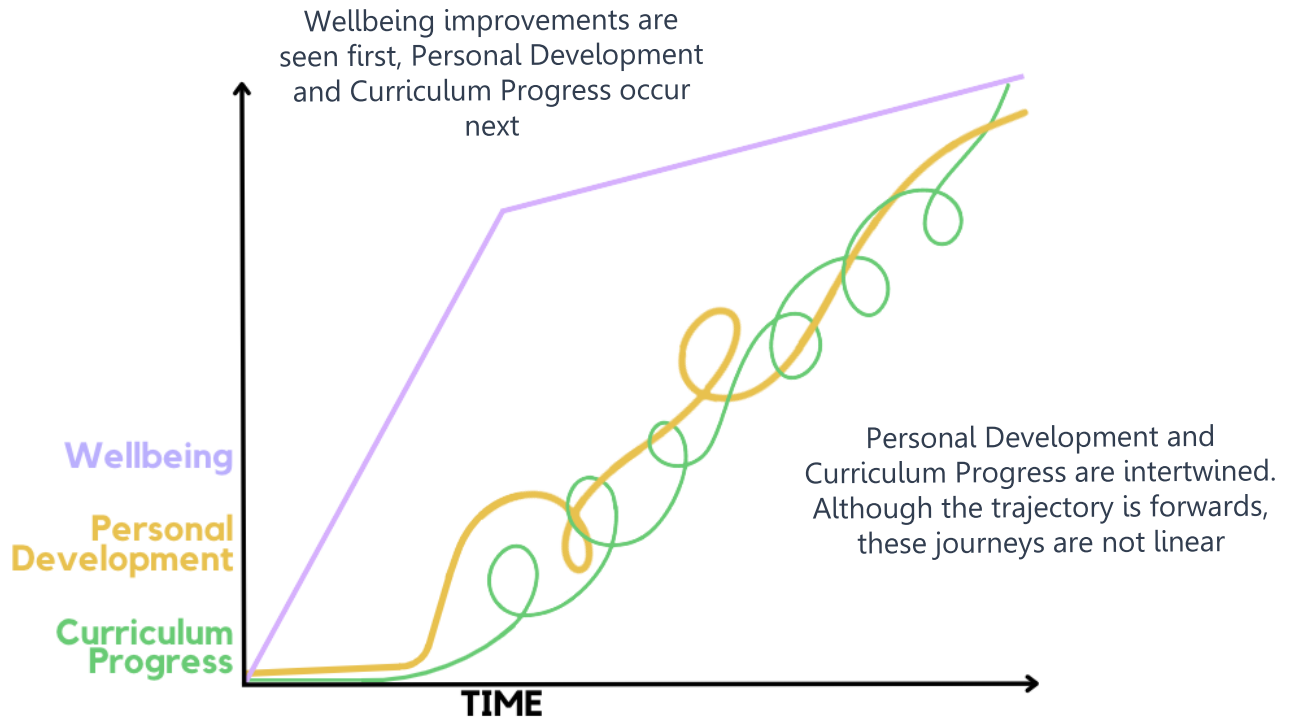 Wellbeing improvements are
seen first, Personal Development
and Curriculum Progress occur
next
Wellbeing
Personal
Development
Curriculum
Progress
Personal Development and
Curriculum Progress are intertwined.
Although the trajectory is forwards,
these journeys are not linear
TIME